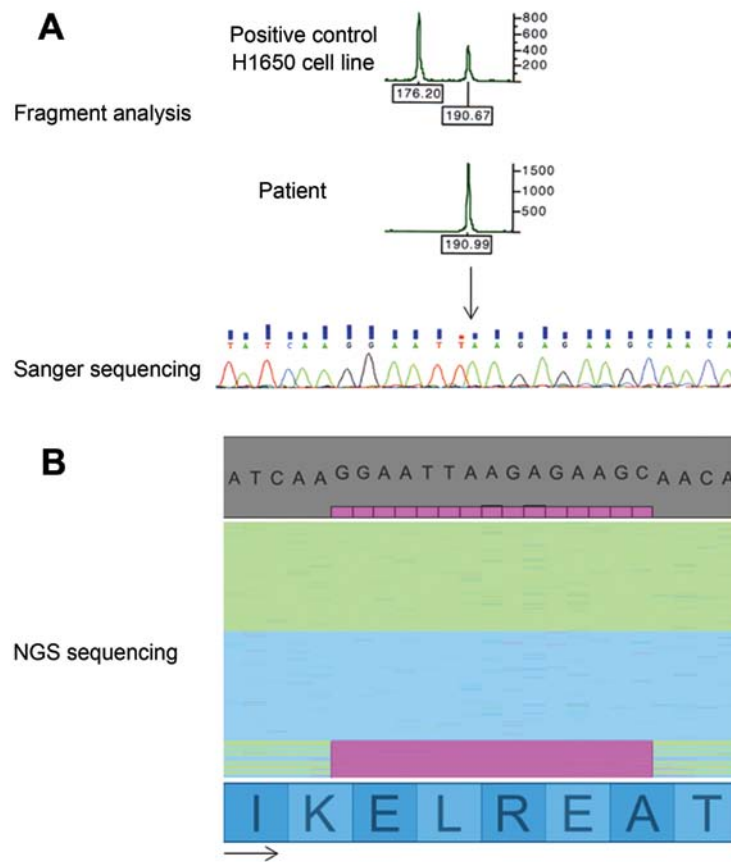 A
Positive control
H1650 cell line
800
600
400
200
176.20
190.67
Fragment analysis
Patient
1500
1000
500
190.99
T A T C A A G G A A T T A A G A G A A G C A A C A
Sanger sequencing
B
A T C A A G G A A T T A A G A G A A G C A A C A
NGS sequencing
I K E L R E A T